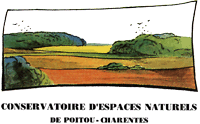 CONSERVATOIRE D'ESPACES NATURELS
DE POITOU-CHARENTES